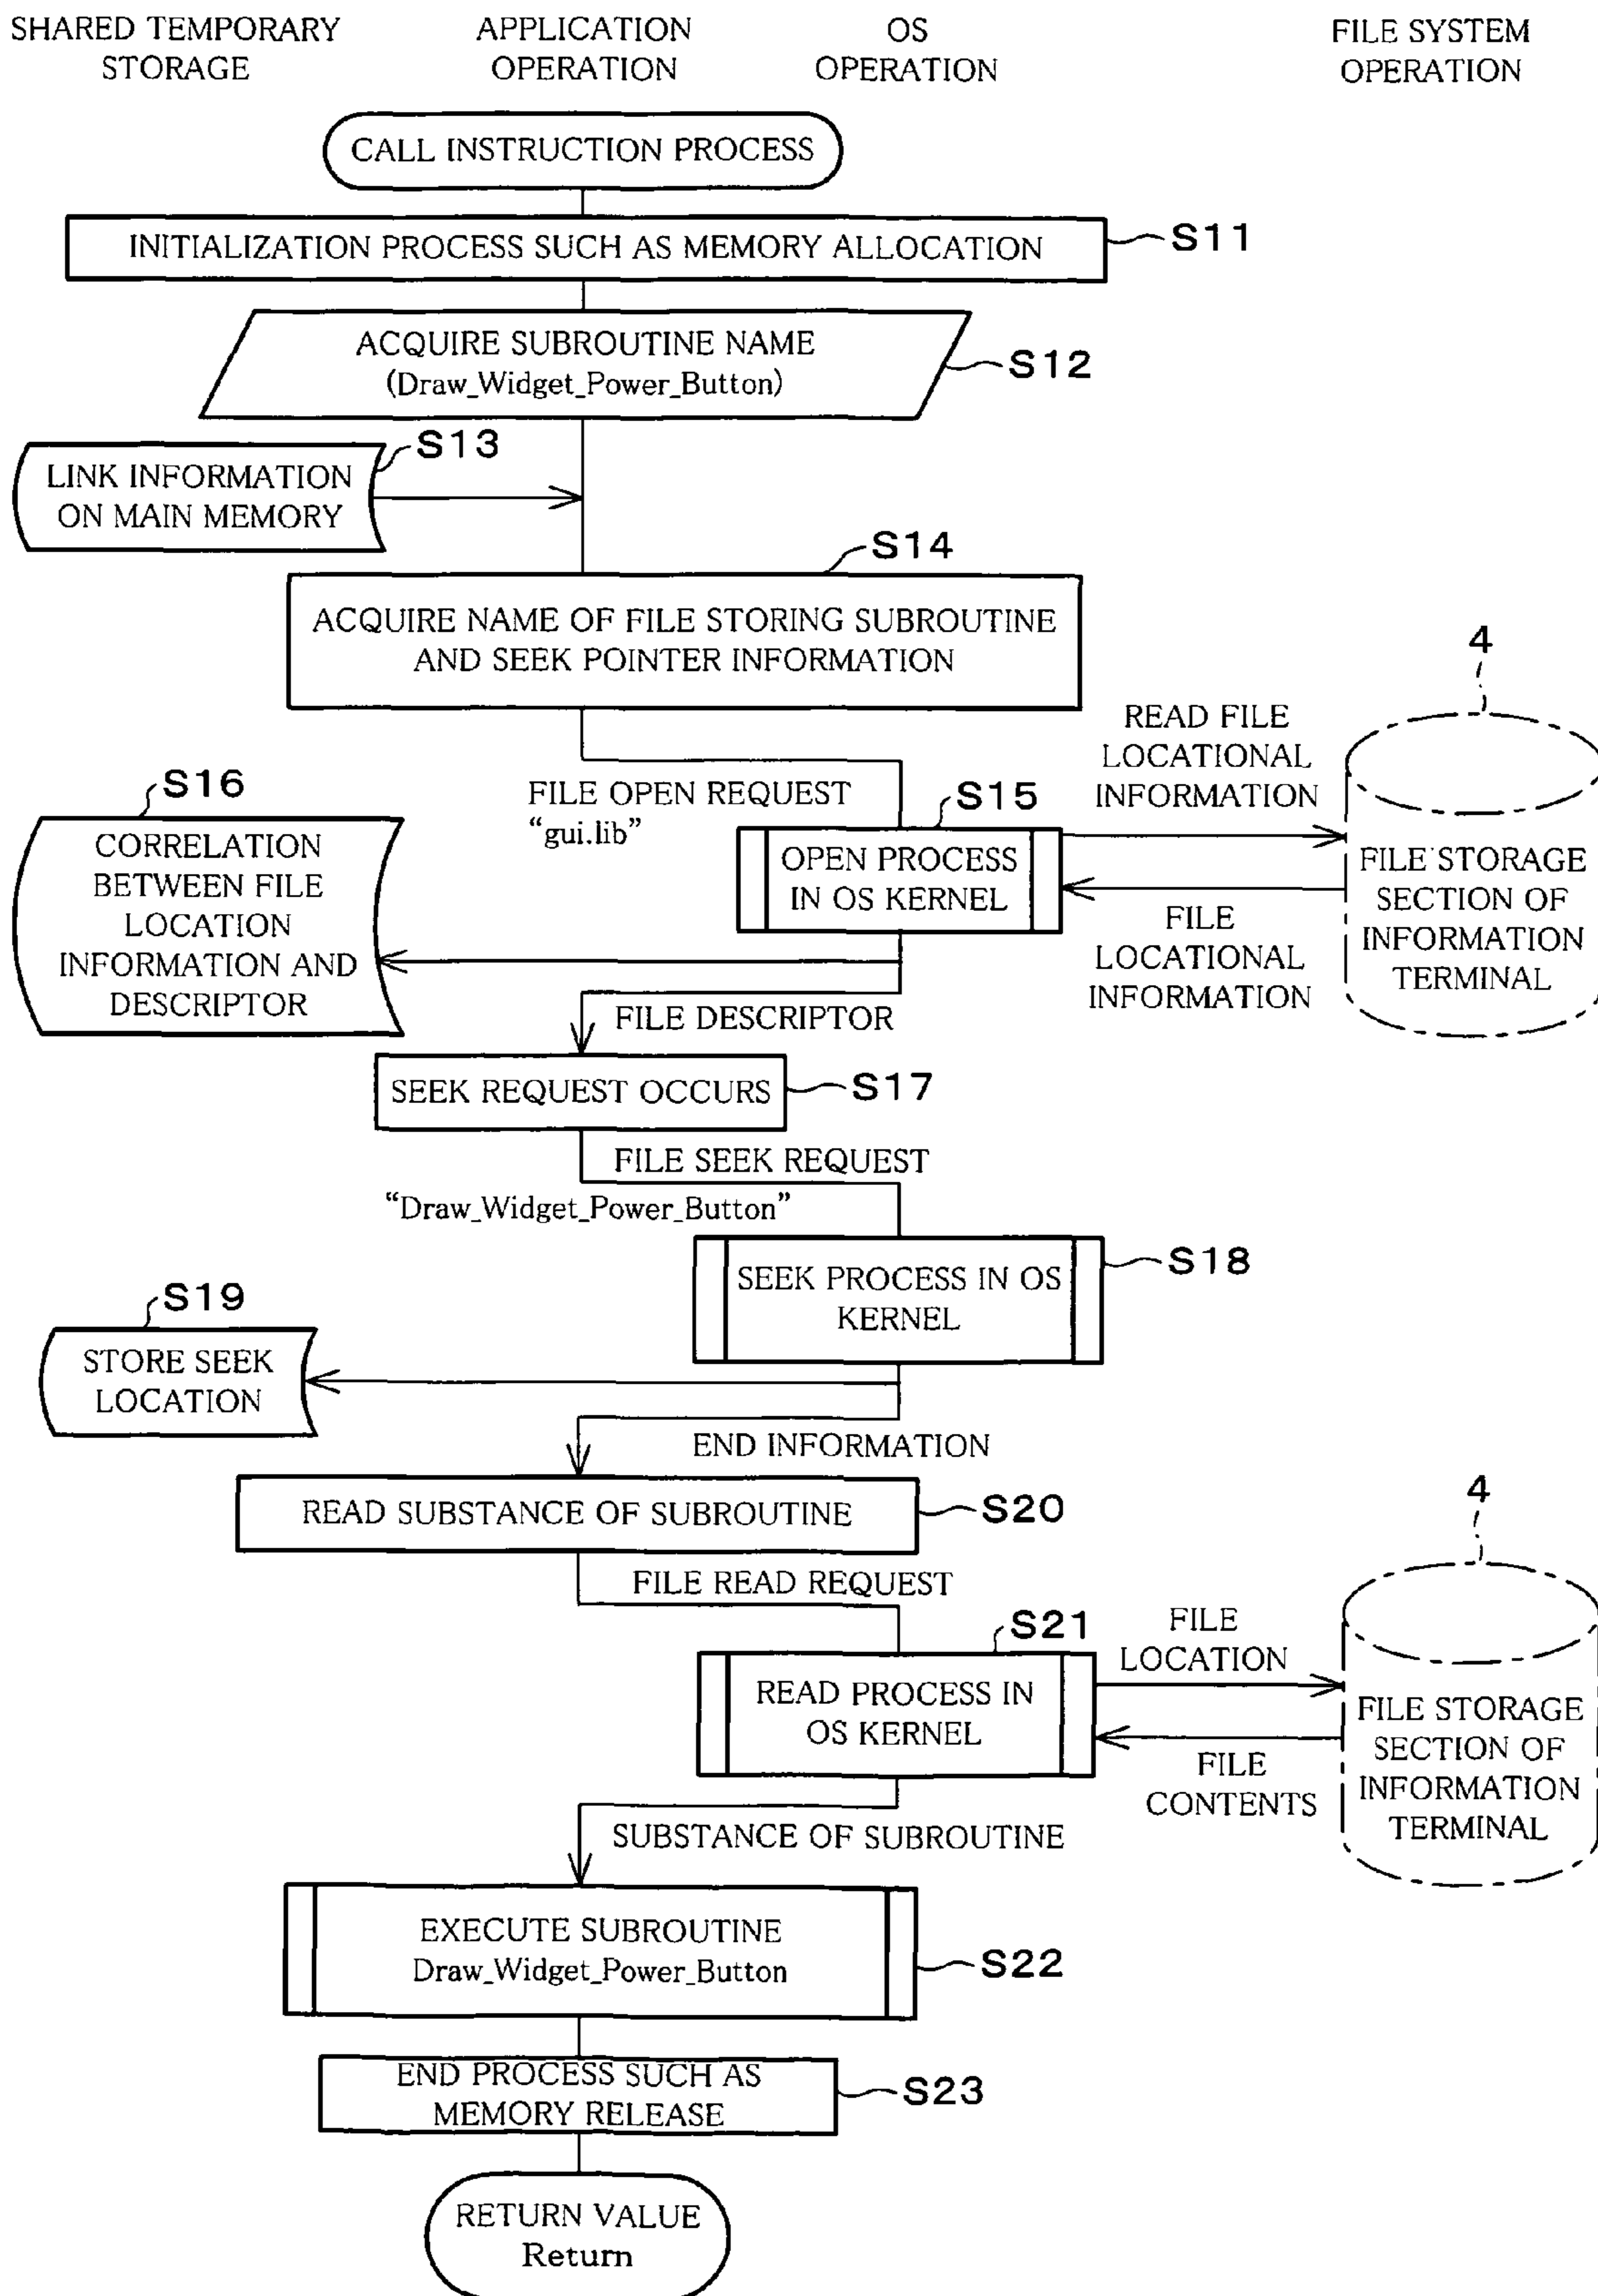 SHARED TEMPORARY
STORAGE
APPLICATION
OPERATION
OS
OPERATION
FILE SYSTEM
OPERATION
CALL INSTRUCTION PROCESS
INITIALIZATION PROCESS SUCH AS MEMORY ALLOCATION
S11
ACQUIRE SUBROUTINE NAME
(Draw_Widget_Power_Button)
S12
S13
LINK INFORMATION
ON MAIN MEMORY
S14
ACQUIRE NAME OF FILE STORING SUBROUTINE
AND SEEK POINTER INFORMATION
FILE OPEN REQUEST
"gui.lib"
S15
OPEN PROCESS
IN OS KERNEL
READ FILE
LOCATIONAL
INFORMATION
FILE
LOCATIONAL
INFORMATION
4
FILE STORAGE
SECTION OF
INFORMATION
TERMINAL
S16
CORRELATION
BETWEEN FILE
LOCATION
INFORMATION AND
DESCRIPTOR
FILE DESCRIPTOR
SEEK REQUEST OCCURS
S17
FILE SEEK REQUEST
“Draw_Widget_Power_Button”
SEEK PROCESS IN OS
KERNEL
S18
S19
STORE SEEK
LOCATION
END INFORMATION
READ SUBSTANCE OF SUBROUTINE
S20
FILE READ REQUEST
S21
READ PROCESS IN
OS KERNEL
FILE
LOCATION
FILE
CONTENTS
4
FILE STORAGE
SECTION OF
INFORMATION
TERMINAL
SUBSTANCE OF SUBROUTINE
EXECUTE SUBROUTINE
Draw_Widget_Power_Button
S22
END PROCESS SUCH AS
MEMORY RELEASE
S23
RETURN VALUE
Return